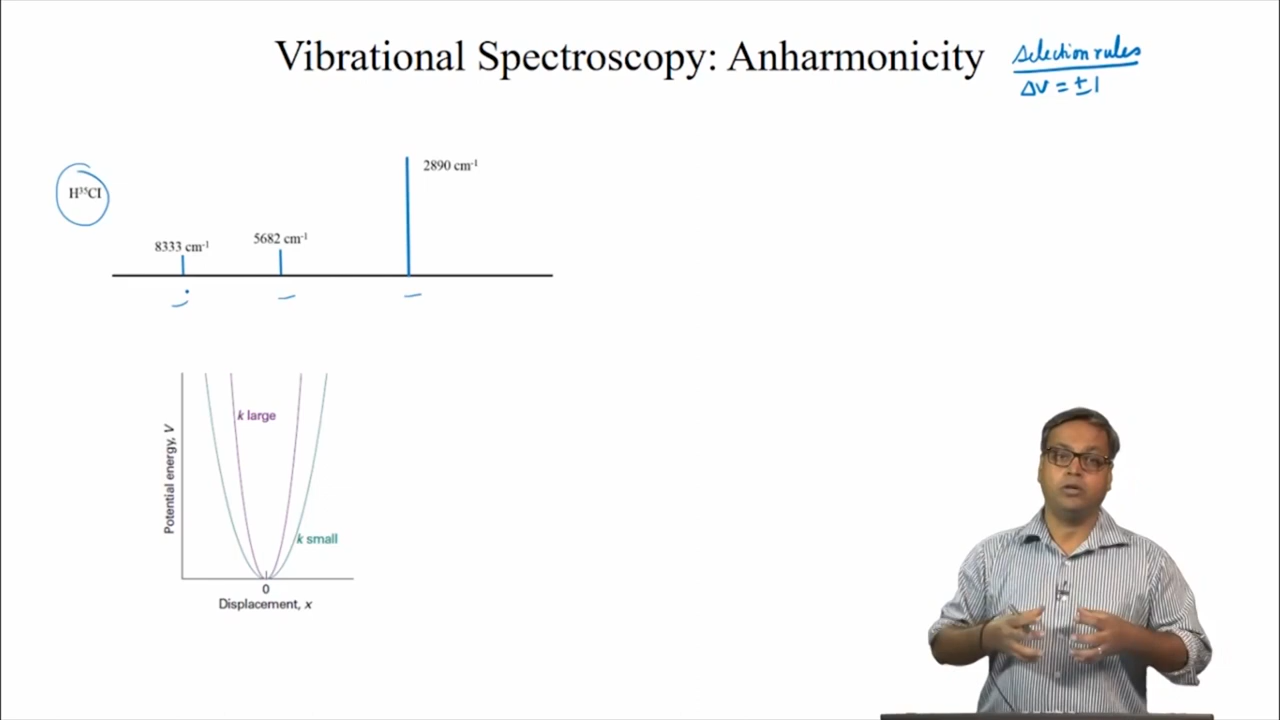 Vibrational Spectroscopy: Anharmonicity
selection rules
Δv = ±1
2890 cm⁻¹
H³⁵Cl
8333 cm⁻¹
5682 cm⁻¹
k large
Potential energy, V
k small
0
Displacement, x